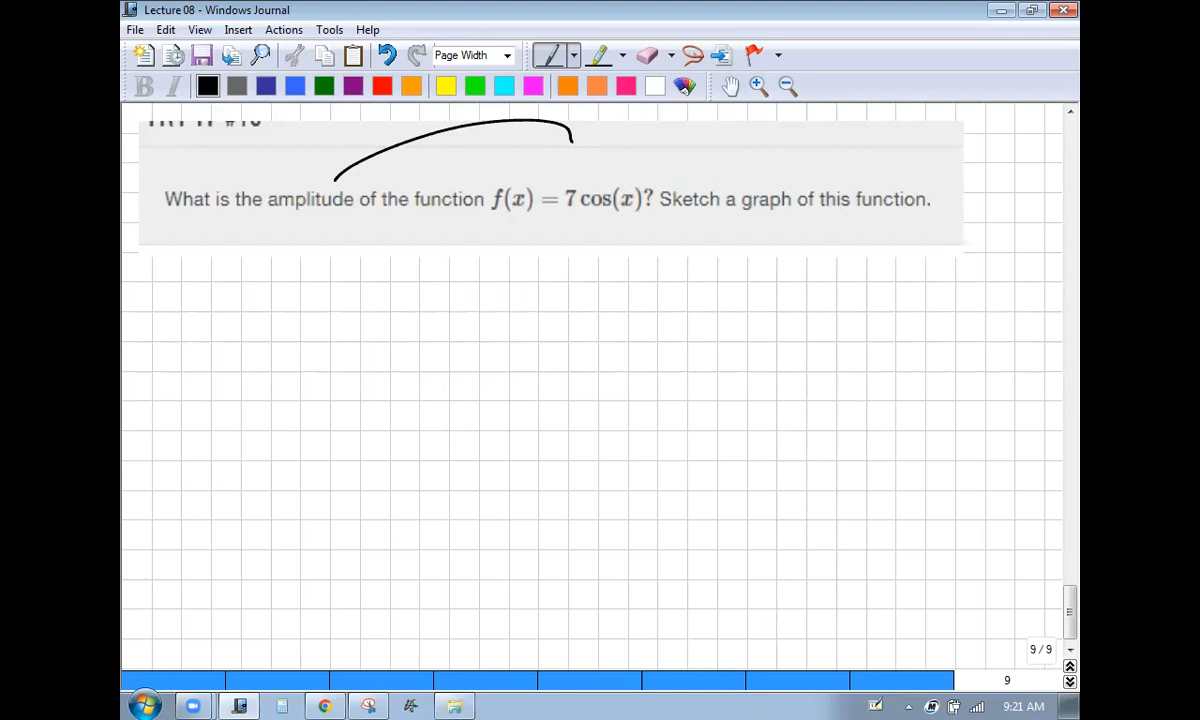 Lecture 08 - Windows Journal
File Edit View Insert Actions Tools Help
Page Width
B I
What is the amplitude of the function f(x) = 7 cos(x)? Sketch a graph of this function.
9 / 9
9
9:21 AM